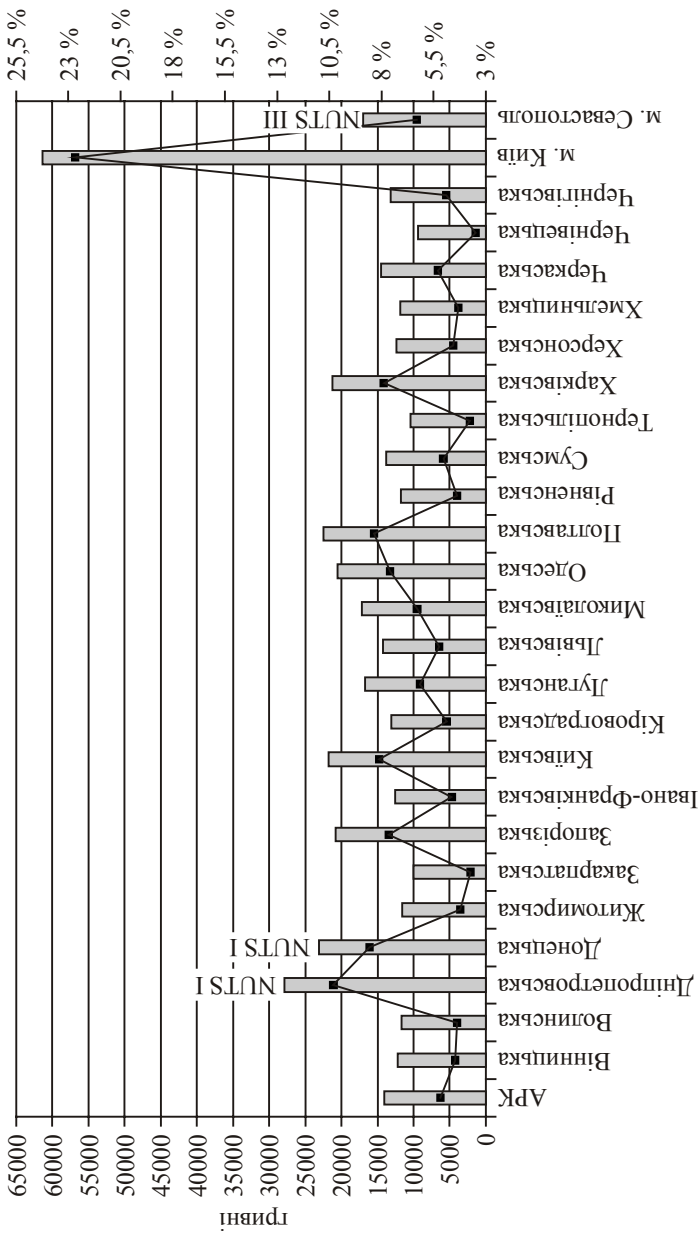 гривні
65000
60000
55000
50000
45000
40000
35000
30000
25000
20000
15000
10000
5000
0
25,5 %
23 %
20,5 %
18 %
15,5 %
13 %
10,5 %
8 %
5,5 %
3 %
NUTS I
NUTS I
NUTS III
АРК
Вінницька
Волинська
Дніпропетровська
Донецька
Житомирська
Закарпатська
Запорізька
Івано-Франківська
Київська
Кіровоградська
Луганська
Львівська
Миколаївська
Одеська
Полтавська
Рівненська
Сумська
Тернопільська
Харківська
Херсонська
Хмельницька
Черкаська
Чернівецька
Чернігівська
м. Київ
м. Севастополь